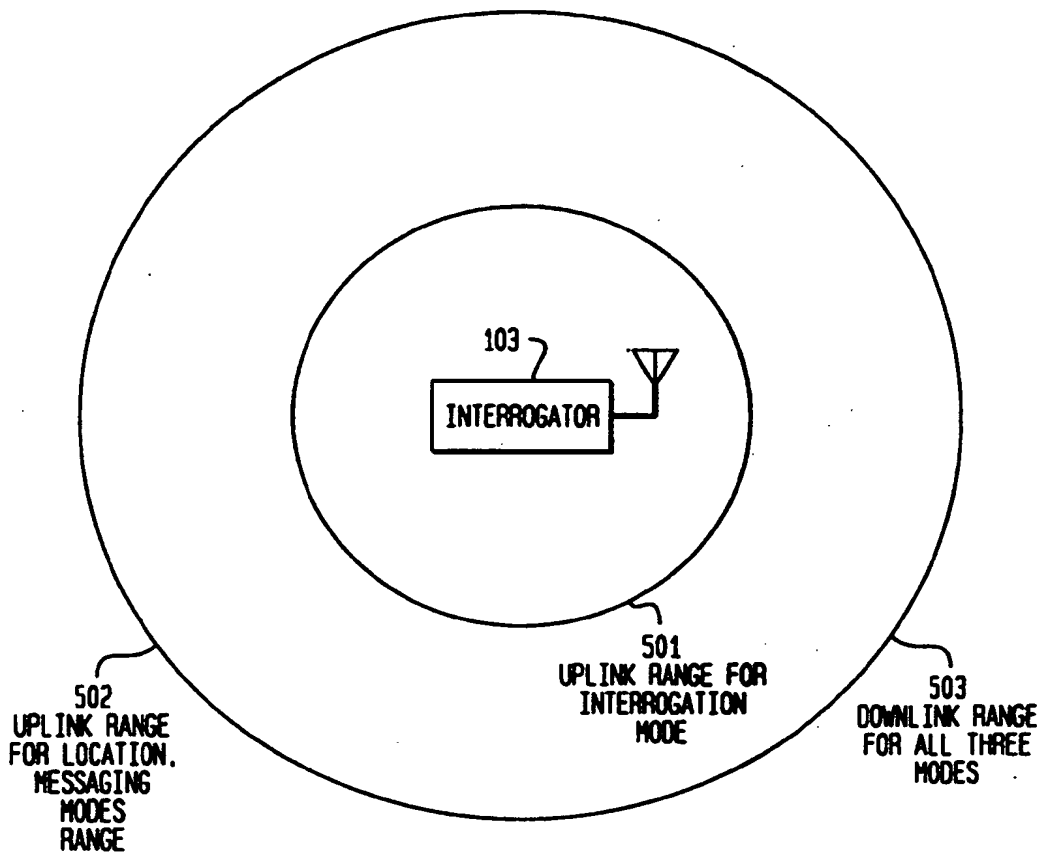 103
INTERROGATOR
501
UPLINK RANGE FOR
INTERROGATION
MODE
502
UPLINK RANGE
FOR LOCATION.
MESSAGING
MODES
RANGE
503
DOWNLINK RANGE
FOR ALL THREE
MODES